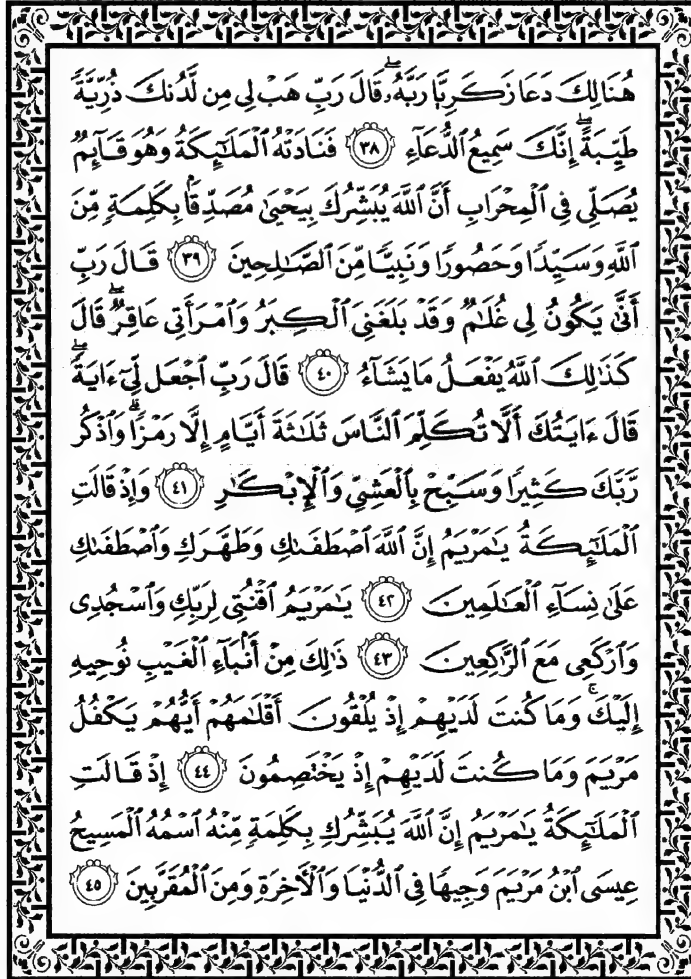 هُنَالِكَ دَعَا زَكَرِيَّا رَبَّهُۥۖ قَالَ رَبِّ هَبۡ لِي مِن لَّدُنكَ ذُرِّيَّةٗ
طَيِّبَةًۖ إِنَّكَ سَمِيعُ ٱلدُّعَآءِ ٣٨ فَنَادَتۡهُ ٱلۡمَلَٰٓئِكَةُ وَهُوَ قَآئِمٞ
يُصَلِّي فِي ٱلۡمِحۡرَابِ أَنَّ ٱللَّهَ يُبَشِّرُكَ بِيَحۡيَىٰ مُصَدِّقَۢا بِكَلِمَةٖ مِّنَ
ٱللَّهِ وَسَيِّدٗا وَحَصُورٗا وَنَبِيّٗا مِّنَ ٱلصَّٰلِحِينَ ٣٩ قَالَ رَبِّ
أَنَّىٰ يَكُونُ لِي غُلَٰمٞ وَقَدۡ بَلَغَنِيَ ٱلۡكِبَرُ وَٱمۡرَأَتِي عَاقِرٞۖ قَالَ
كَذَٰلِكَ ٱللَّهُ يَفۡعَلُ مَا يَشَآءُ ٤٠ قَالَ رَبِّ ٱجۡعَل لِّيٓ ءَايَةٗۖ
قَالَ ءَايَتُكَ أَلَّا تُكَلِّمَ ٱلنَّاسَ ثَلَٰثَةَ أَيَّامٍ إِلَّا رَمۡزٗاۗ وَٱذۡكُر
رَّبَّكَ كَثِيرٗا وَسَبِّحۡ بِٱلۡعَشِيِّ وَٱلۡإِبۡكَٰرِ ٤١ وَإِذۡ قَالَتِ
ٱلۡمَلَٰٓئِكَةُ يَٰمَرۡيَمُ إِنَّ ٱللَّهَ ٱصۡطَفَىٰكِ وَطَهَّرَكِ وَٱصۡطَفَىٰكِ
عَلَىٰ نِسَآءِ ٱلۡعَٰلَمِينَ ٤٢ يَٰمَرۡيَمُ ٱقۡنُتِي لِرَبِّكِ وَٱسۡجُدِي
وَٱرۡكَعِي مَعَ ٱلرَّٰكِعِينَ ٤٣ ذَٰلِكَ مِنۡ أَنۢبَآءِ ٱلۡغَيۡبِ نُوحِيهِ
إِلَيۡكَۚ وَمَا كُنتَ لَدَيۡهِمۡ إِذۡ يُلۡقُونَ أَقۡلَٰمَهُمۡ أَيُّهُمۡ يَكۡفُلُ
مَرۡيَمَ وَمَا كُنتَ لَدَيۡهِمۡ إِذۡ يَخۡتَصِمُونَ ٤٤ إِذۡ قَالَتِ
ٱلۡمَلَٰٓئِكَةُ يَٰمَرۡيَمُ إِنَّ ٱللَّهَ يُبَشِّرُكِ بِكَلِمَةٖ مِّنۡهُ ٱسۡمُهُ ٱلۡمَسِيحُ
عِيسَى ٱبۡنُ مَرۡيَمَ وَجِيهٗا فِي ٱلدُّنۡيَا وَٱلۡأٓخِرَةِ وَمِنَ ٱلۡمُقَرَّبِينَ ٤٥